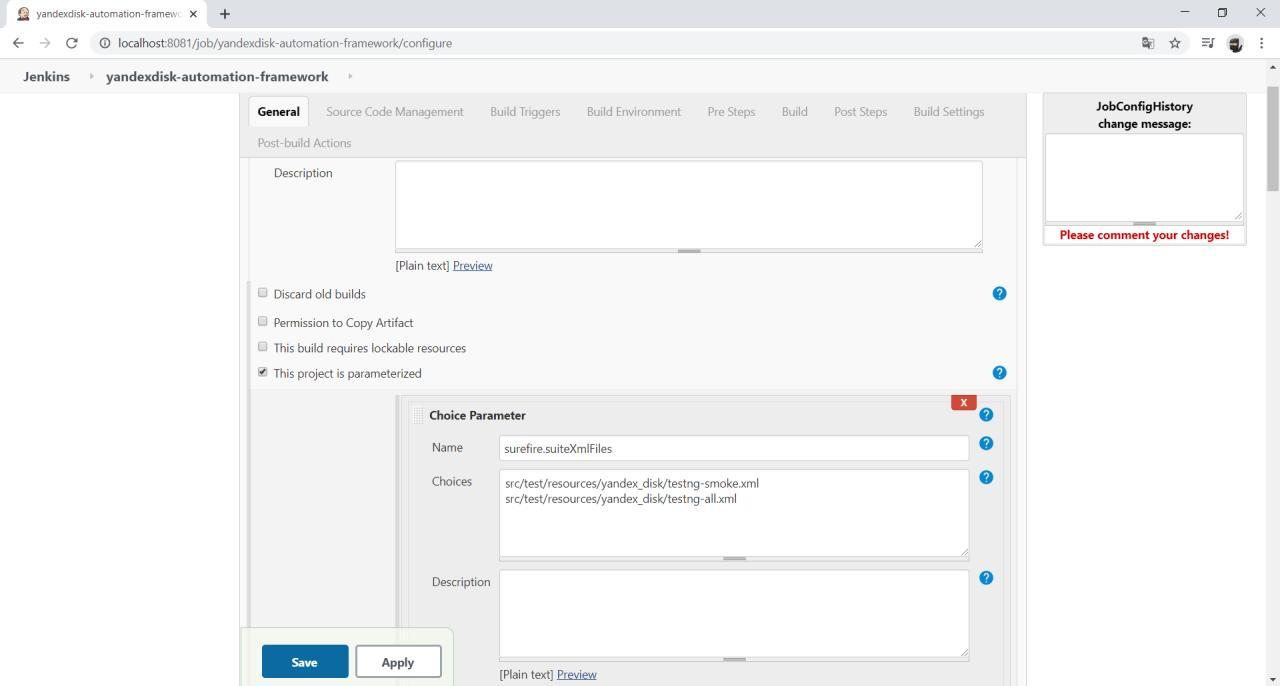 yandexdisk-automation-framewo
localhost:8081/job/yandexdisk-automation-framework/configure
Jenkins
yandexdisk-automation-framework
General
Source Code Management
Build Triggers
Build Environment
Pre Steps
Build
Post Steps
Build Settings
Post-build Actions
JobConfigHistory
change message:
Please comment your changes!
Description
[Plain text] Preview
Discard old builds
Permission to Copy Artifact
This build requires lockable resources
This project is parameterized
X
Choice Parameter
Name
surefire.suiteXmlFiles
Choices
src/test/resources/yandex_disk/testng-smoke.xml
src/test/resources/yandex_disk/testng-all.xml
Description
[Plain text] Preview
Save
Apply